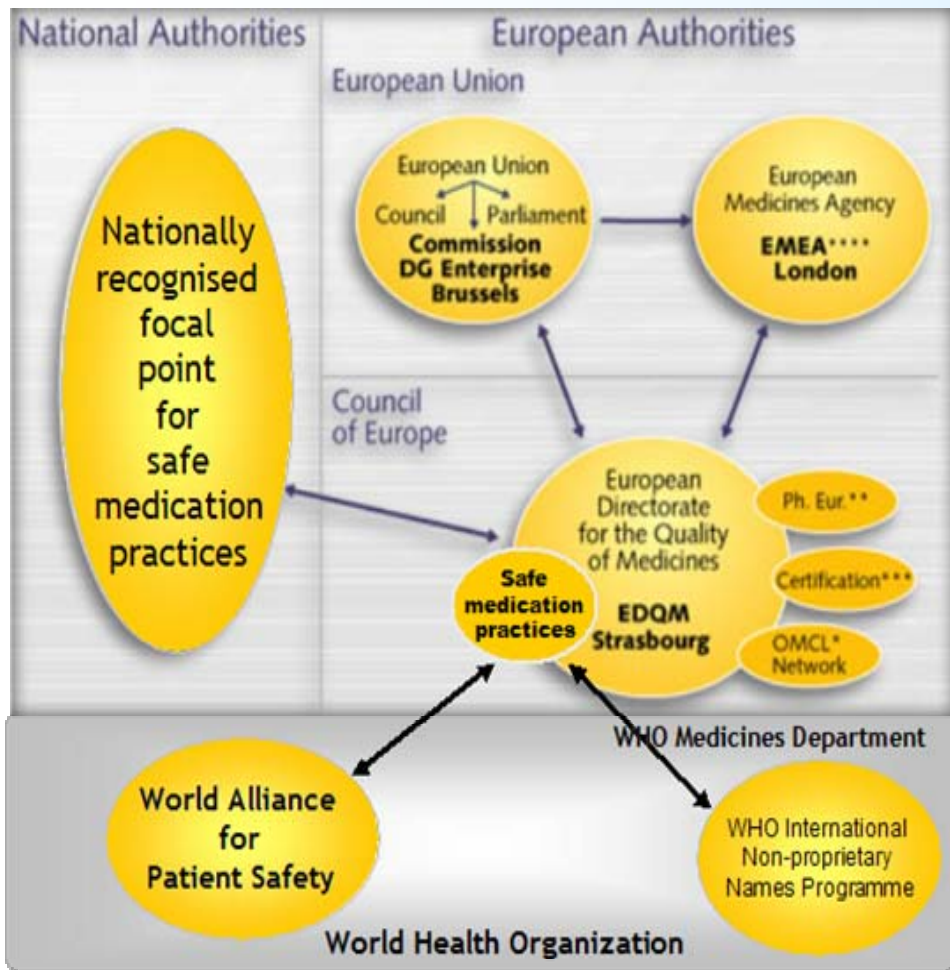 National Authorities
European Authorities
European Union
European Union
Council Parliament
Commission
DG Enterprise
Brussels
European
Medicines Agency
EMEA****
London
Nationally
recognised
focal
point
for
safe
medication
practices
Council
of Europe
European
Directorate
for the Quality
of Medicines
EDQM
Strasbourg
Ph. Eur.**
Certification***
OMCL*
Network
Safe
medication
practices
WHO Medicines Department
World Alliance
for
Patient Safety
WHO International
Non-proprietary
Names Programme
World Health Organization